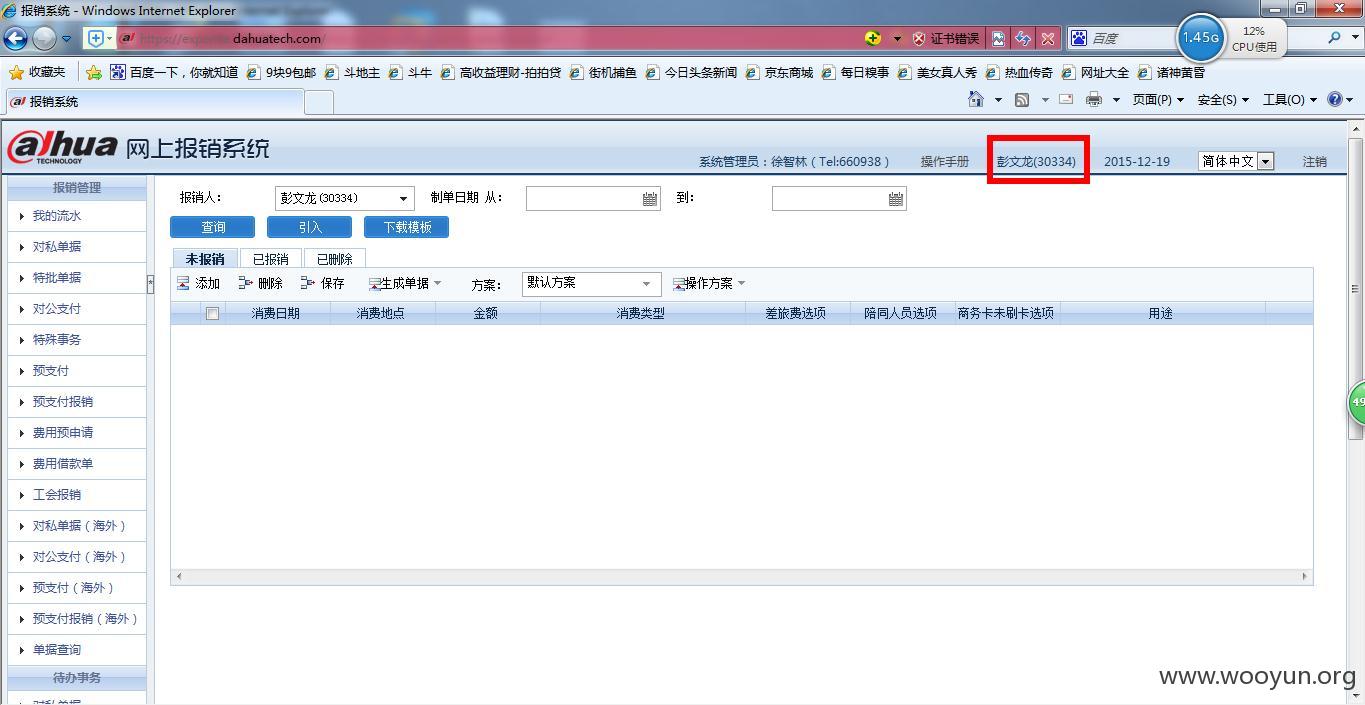 报销系统 - Windows Internet Explorer
https:// dahuatech.com/ 证书错误 百度 1.45G 12% CPU使用
收藏夹 百度一下，你就知道 9块9包邮 斗地主 斗牛 高收益理财-拍拍贷 街机捕鱼 今日头条新闻 京东商城 每日糗事 美女真人秀 热血传奇 网址大全 诸神黄昏
报销系统 页面(P) 安全(S) 工具(O)
alhua TECHNOLOGY 网上报销系统 系统管理员：徐智林（Tel:660938） 操作手册 彭文龙(30334) 2015-12-19 简体中文 注销
报销管理
我的流水
对私单据
特批单据
对公支付
特殊事务
预支付
预支付报销
费用预申请
费用借款单
工会报销
对私单据（海外）
对公支付（海外）
预支付（海外）
预支付报销（海外）
单据查询
待办事务
对私单据
报销人： 彭文龙(30334) 制单日期 从： 到：
查询 引入 下载模板
未报销 已报销 已删除
添加 删除 保存 生成单据 方案： 默认方案 操作方案
消费日期 消费地点 金额 消费类型 差旅费选项 陪同人员选项 商务卡未刷卡选项 用途
49
www.wooyun.org